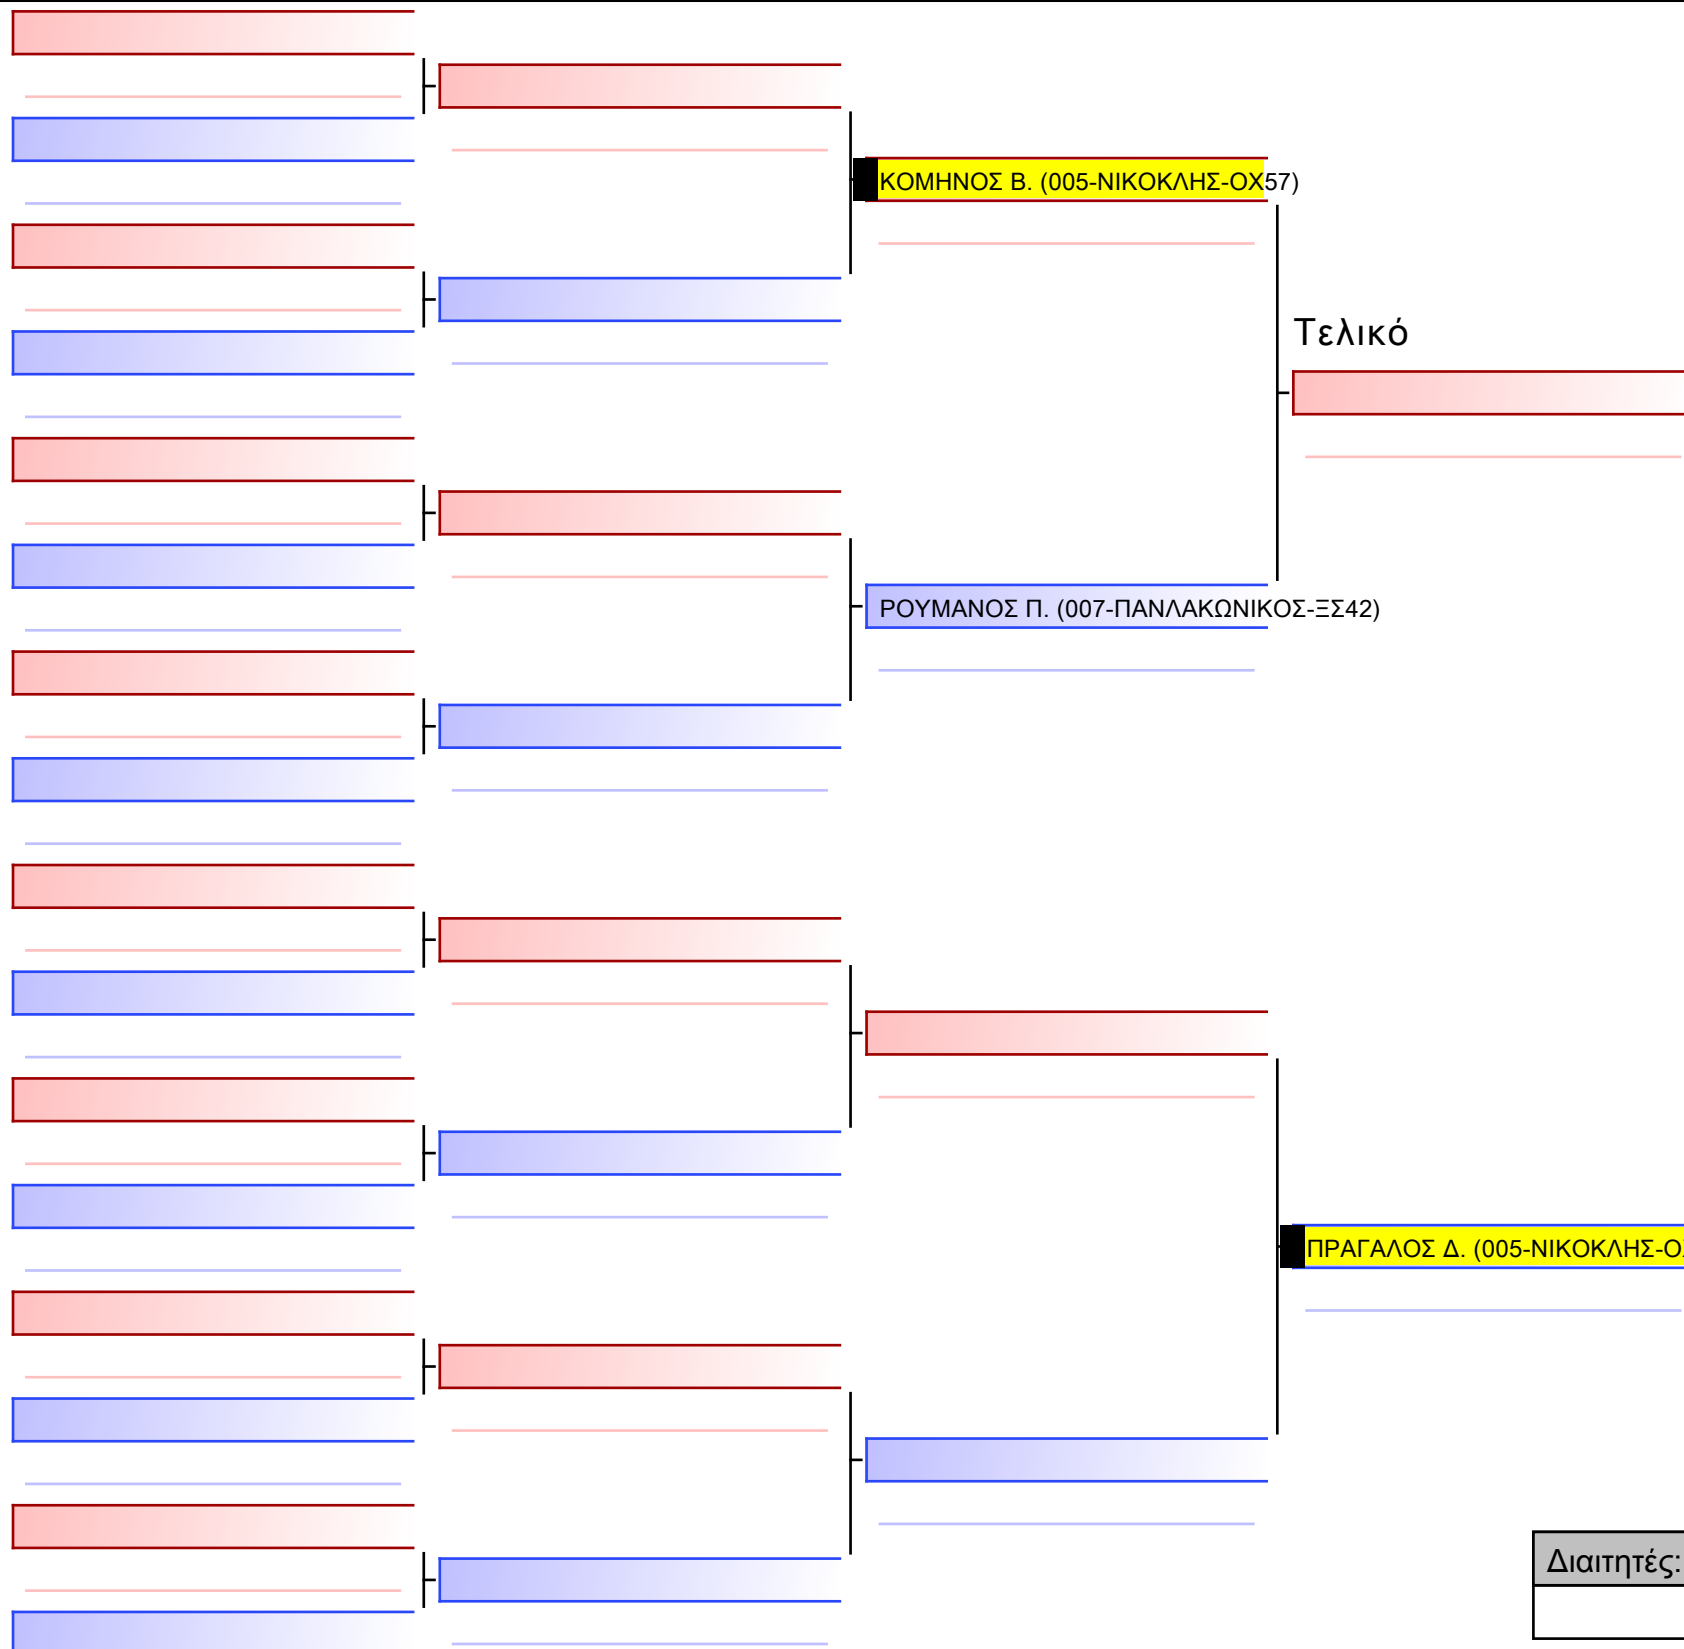 ΚΟΜΗΝΟΣ Β. (005-ΝΙΚΟΚΛΗΣ-ΟΧ57)
Τελικό
ΡΟΥΜΑΝΟΣ Π. (007-ΠΑΝΛΑΚΩΝΙΚΟΣ-ΞΣ42)
ΠΡΑΓΑΛΟΣ Δ. (005-ΝΙΚΟΚΛΗΣ-Ο
Διαιτητές: